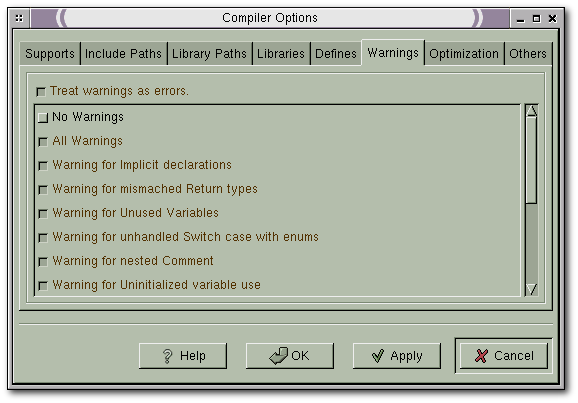 Compiler Options
Supports Include Paths Library Paths Libraries Defines Warnings Optimization Others
Treat warnings as errors.
No Warnings
All Warnings
Warning for Implicit declarations
Warning for mismached Return types
Warning for Unused Variables
Warning for unhandled Switch case with enums
Warning for nested Comment
Warning for Uninitialized variable use
Help OK Apply Cancel